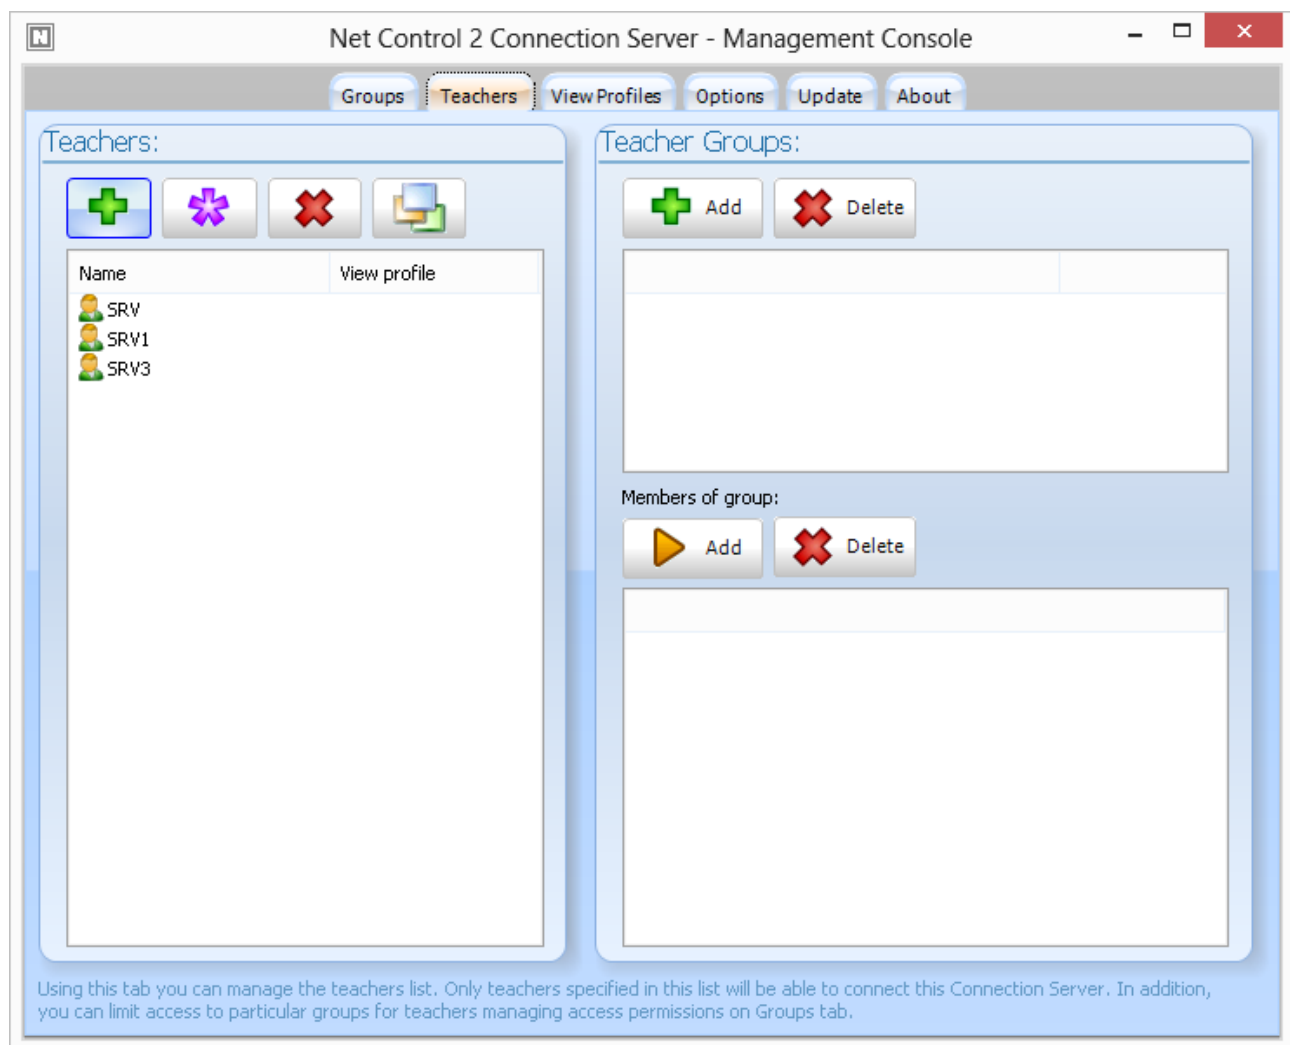 Net Control 2 Connection Server - Management Console
Groups Teachers View Profiles Options Update About
Teachers:
Name View profile
SRV
SRV1
SRV3
Teacher Groups:
Add Delete
Members of group:
Add Delete
Using this tab you can manage the teachers list. Only teachers specified in this list will be able to connect this Connection Server. In addition,
you can limit access to particular groups for teachers managing access permissions on Groups tab.